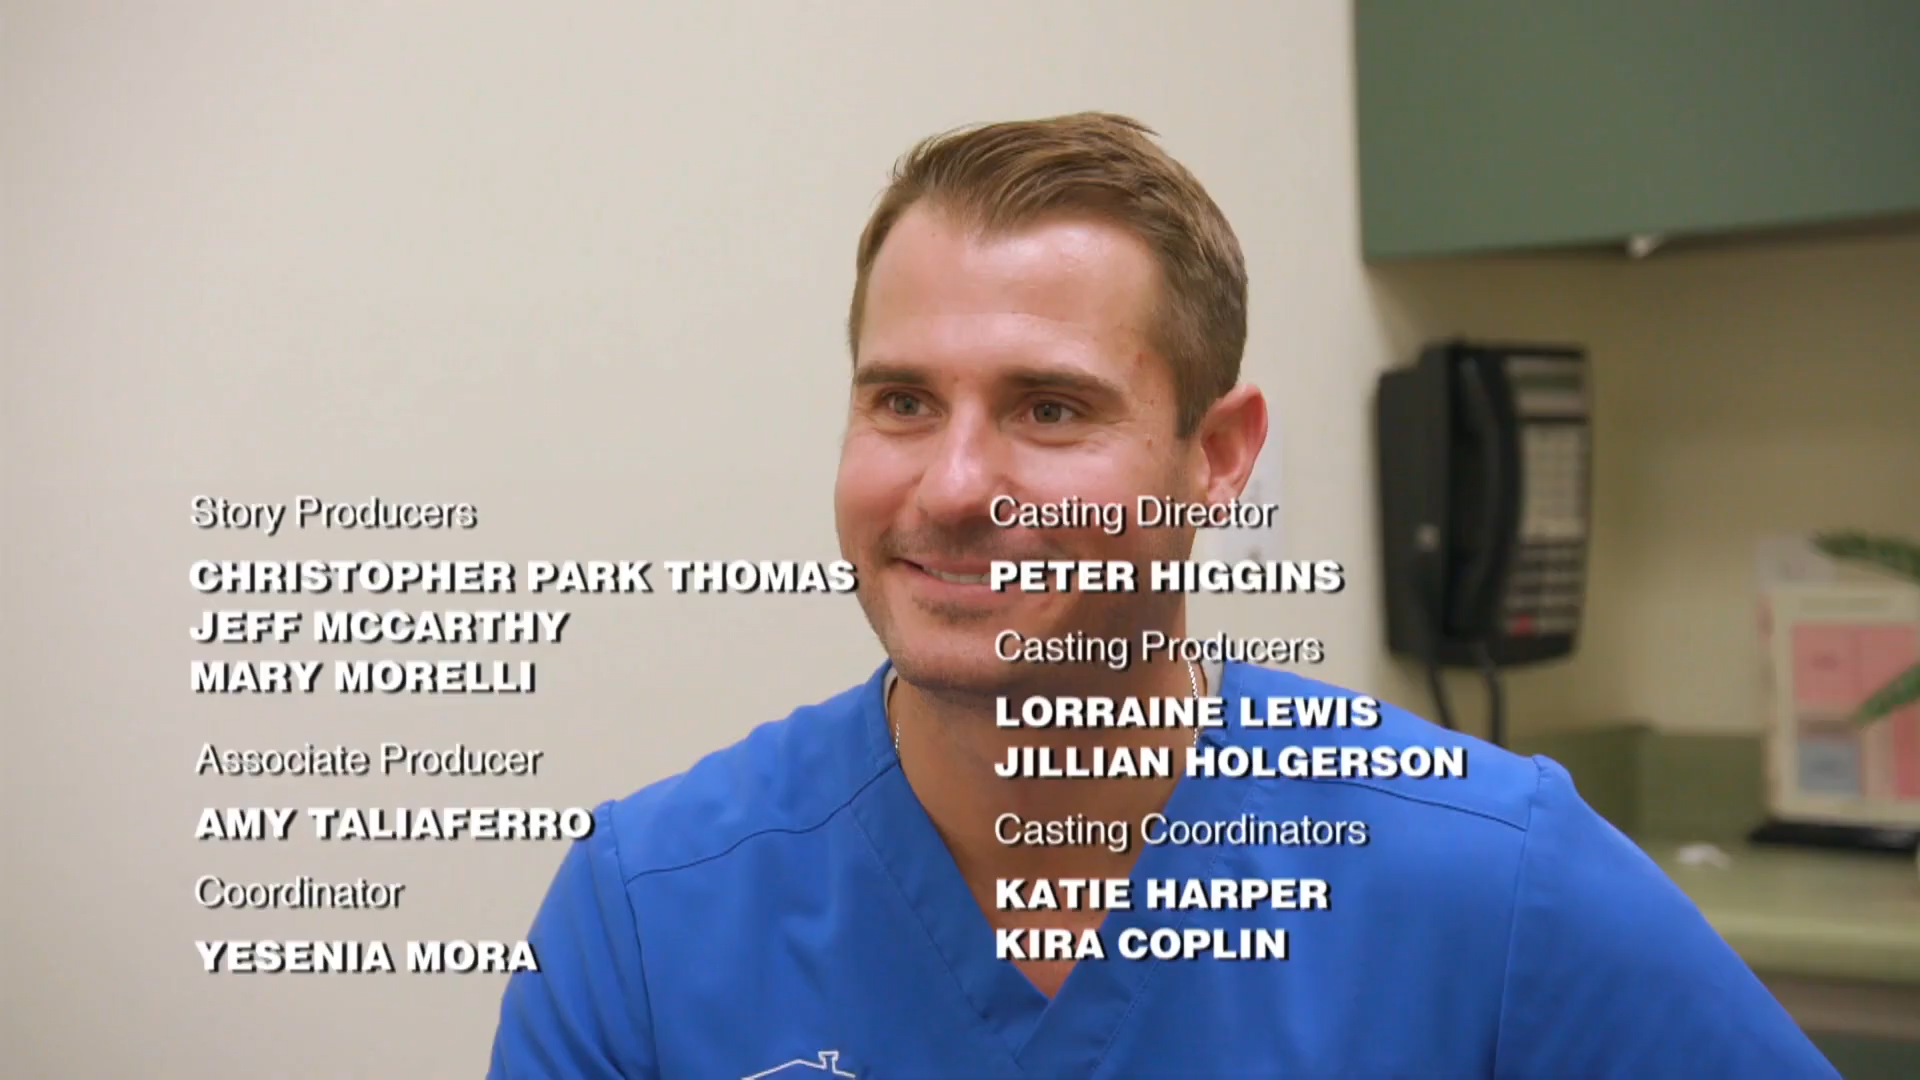 Story Producers
CHRISTOPHER PARK THOMAS
JEFF MCCARTHY
MARY MORELLI
Associate Producer
AMY TALIAFERRO
Coordinator
YESENIA MORA
Casting Director
PETER HIGGINS
Casting Producers
LORRAINE LEWIS
JILLIAN HOLGERSON
Casting Coordinators
KATIE HARPER
KIRA COPLIN